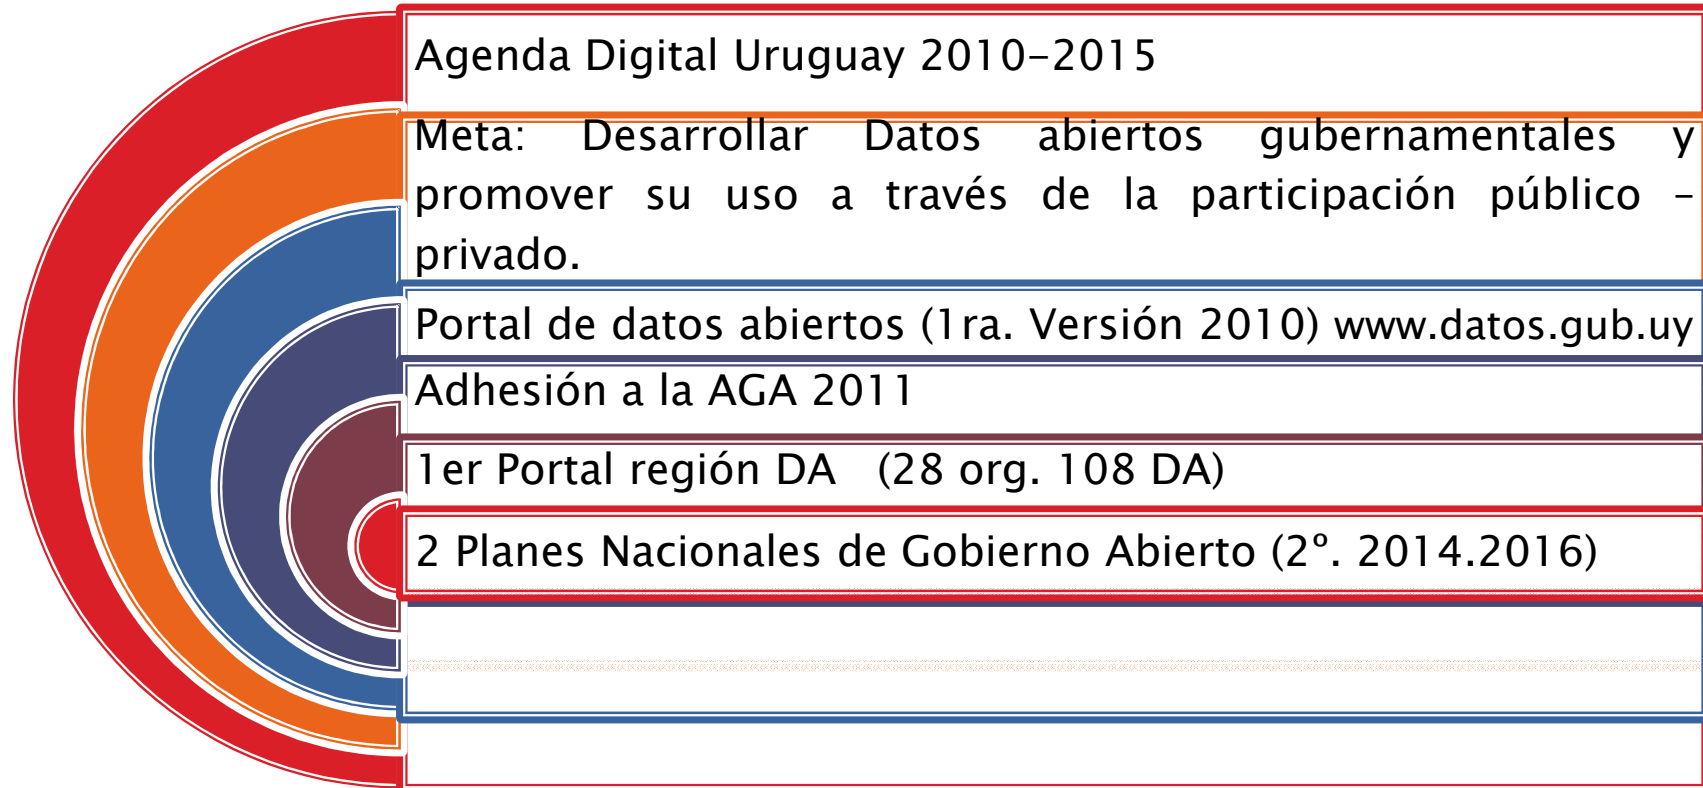 Agenda Digital Uruguay 2010-2015
Meta: Desarrollar Datos abiertos gubernamentales y
promover su uso a través de la participación público -
privado.
Portal de datos abiertos (1ra. Versión 2010) www.datos.gub.uy
Adhesión a la AGA 2011
1er Portal región DA (28 org. 108 DA)
2 Planes Nacionales de Gobierno Abierto (2º. 2014.2016)